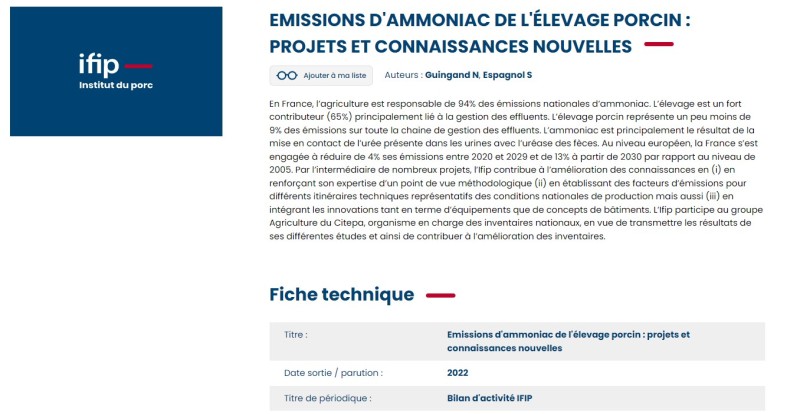 ifip
Institut du porc
EMISSIONS D'AMMONIAC DE L'ÉLEVAGE PORCIN :
PROJETS ET CONNAISSANCES NOUVELLES
Ajouter à ma liste
Auteurs : Guingand N, Espagnol S
En France, l'agriculture est responsable de 94% des émissions nationales d'ammoniac. L'élevage est un fort
contributeur (65%) principalement lié à la gestion des effluents. L'élevage porcin représente un peu moins de
9% des émissions sur toute la chaine de gestion des effluents. L'ammoniac est principalement le résultat de la
mise en contact de l'urée présente dans les urines avec l'uréase des fèces. Au niveau européen, la France s'est
engagée à réduire de 4% ses émissions entre 2020 et 2029 et de 13% à partir de 2030 par rapport au niveau de
2005. Par l'intermédiaire de nombreux projets, l'Ifip contribue à l'amélioration des connaissances en (i) en
renforçant son expertise d'un point de vue méthodologique (ii) en établissant des facteurs d'émissions pour
différents itinéraires techniques représentatifs des conditions nationales de production mais aussi (iii) en
intégrant les innovations tant en terme d'équipements que de concepts de bâtiments. L'Ifip participe au groupe
Agriculture du Citepa, organisme en charge des inventaires nationaux, en vue de transmettre les résultats de
ses différentes études et ainsi de contribuer à l'amélioration des inventaires.
Fiche technique
Titre : Emissions d'ammoniac de l'élevage porcin : projets et
connaissances nouvelles
Date sortie / parution : 2022
Titre de périodique : Bilan d'activité IFIP